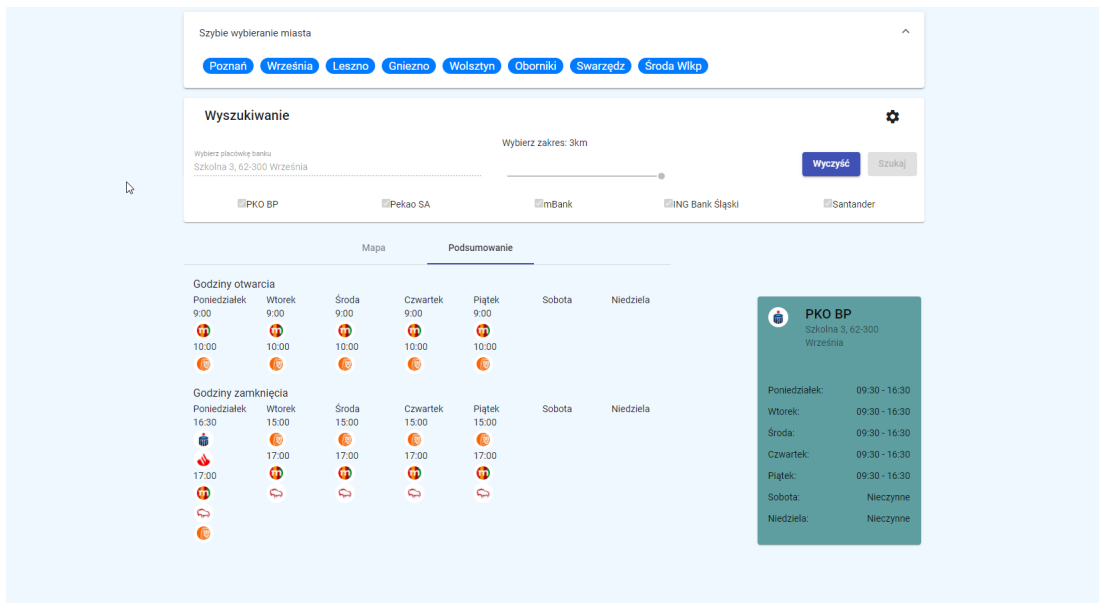 Szybie wybieranie miasta
Poznań Września Leszno Gniezno Wolsztyn Oborniki Swarzędz Środa Wlkp
Wyszukiwanie
Wybierz zakres: 3km
Wybierz placówkę banku
Szkolna 3, 62-300 Września
Wyczyść Szukaj
PKO BP Pekao SA mBank ING Bank Śląski Santander
Mapa Podsumowanie
Godziny otwarcia
Poniedziałek Wtorek Środa Czwartek Piątek Sobota Niedziela
9:00 9:00 9:00 9:00 9:00
10:00 10:00 10:00 10:00 10:00
Godziny zamknięcia
Poniedziałek Wtorek Środa Czwartek Piątek Sobota Niedziela
16:30 15:00 15:00 15:00 15:00
17:00 17:00 17:00 17:00
17:00
PKO BP
Szkolna 3, 62-300
Września
Poniedziałek: 09:30 - 16:30
Wtorek: 09:30 - 16:30
Środa: 09:30 - 16:30
Czwartek: 09:30 - 16:30
Piątek: 09:30 - 16:30
Sobota: Nieczynne
Niedziela: Nieczynne